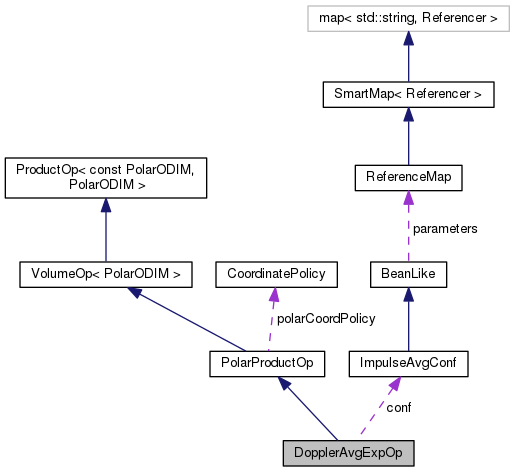 map< std::string, Referencer >
SmartMap< Referencer >
ProductOp< const PolarODIM,
PolarODIM >
ReferenceMap
parameters
VolumeOp< PolarODIM >
CoordinatePolicy
BeanLike
polarCoordPolicy
PolarProductOp
ImpulseAvgConf
conf
DopplerAvgExpOp